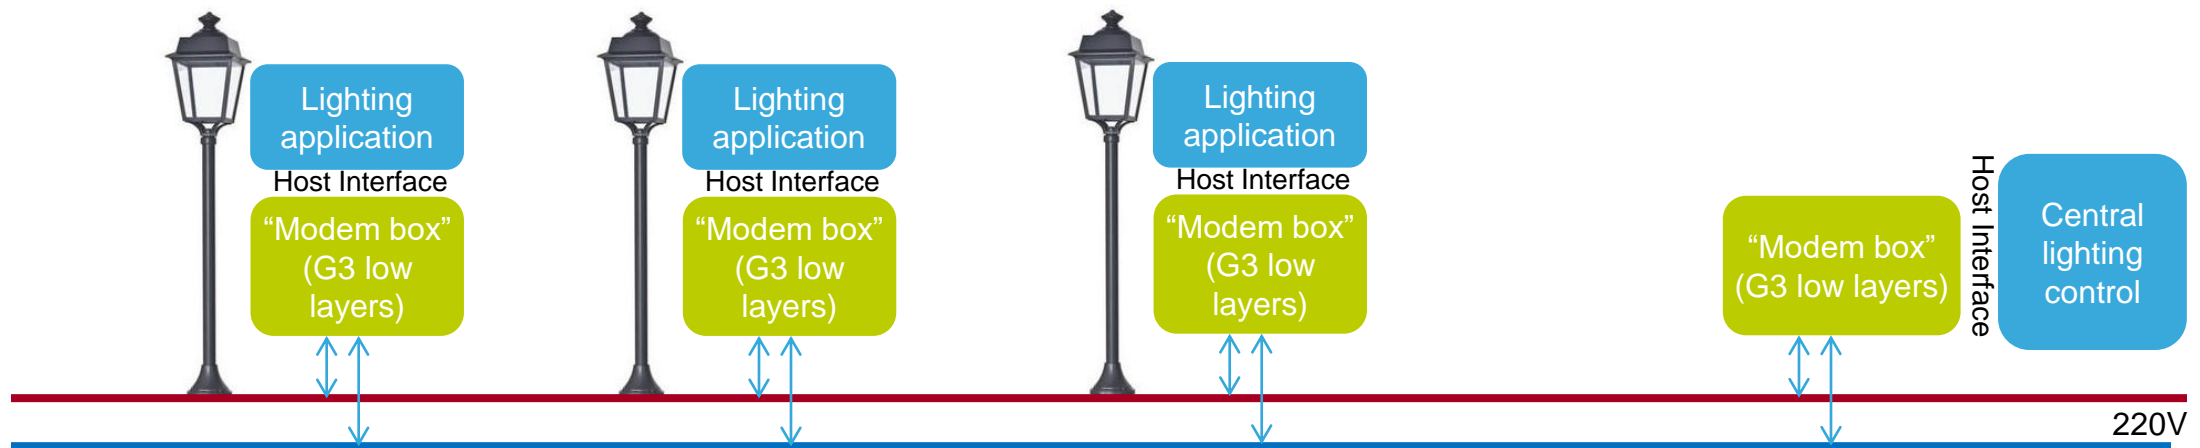 Lighting
application
Host Interface
“Modem box”
(G3 low
layers)
Lighting
application
Host Interface
“Modem box”
(G3 low
layers)
Lighting
application
Host Interface
“Modem box”
(G3 low
layers)
“Modem box”
(G3 low layers)
Host Interface
Central
lighting
control
220V